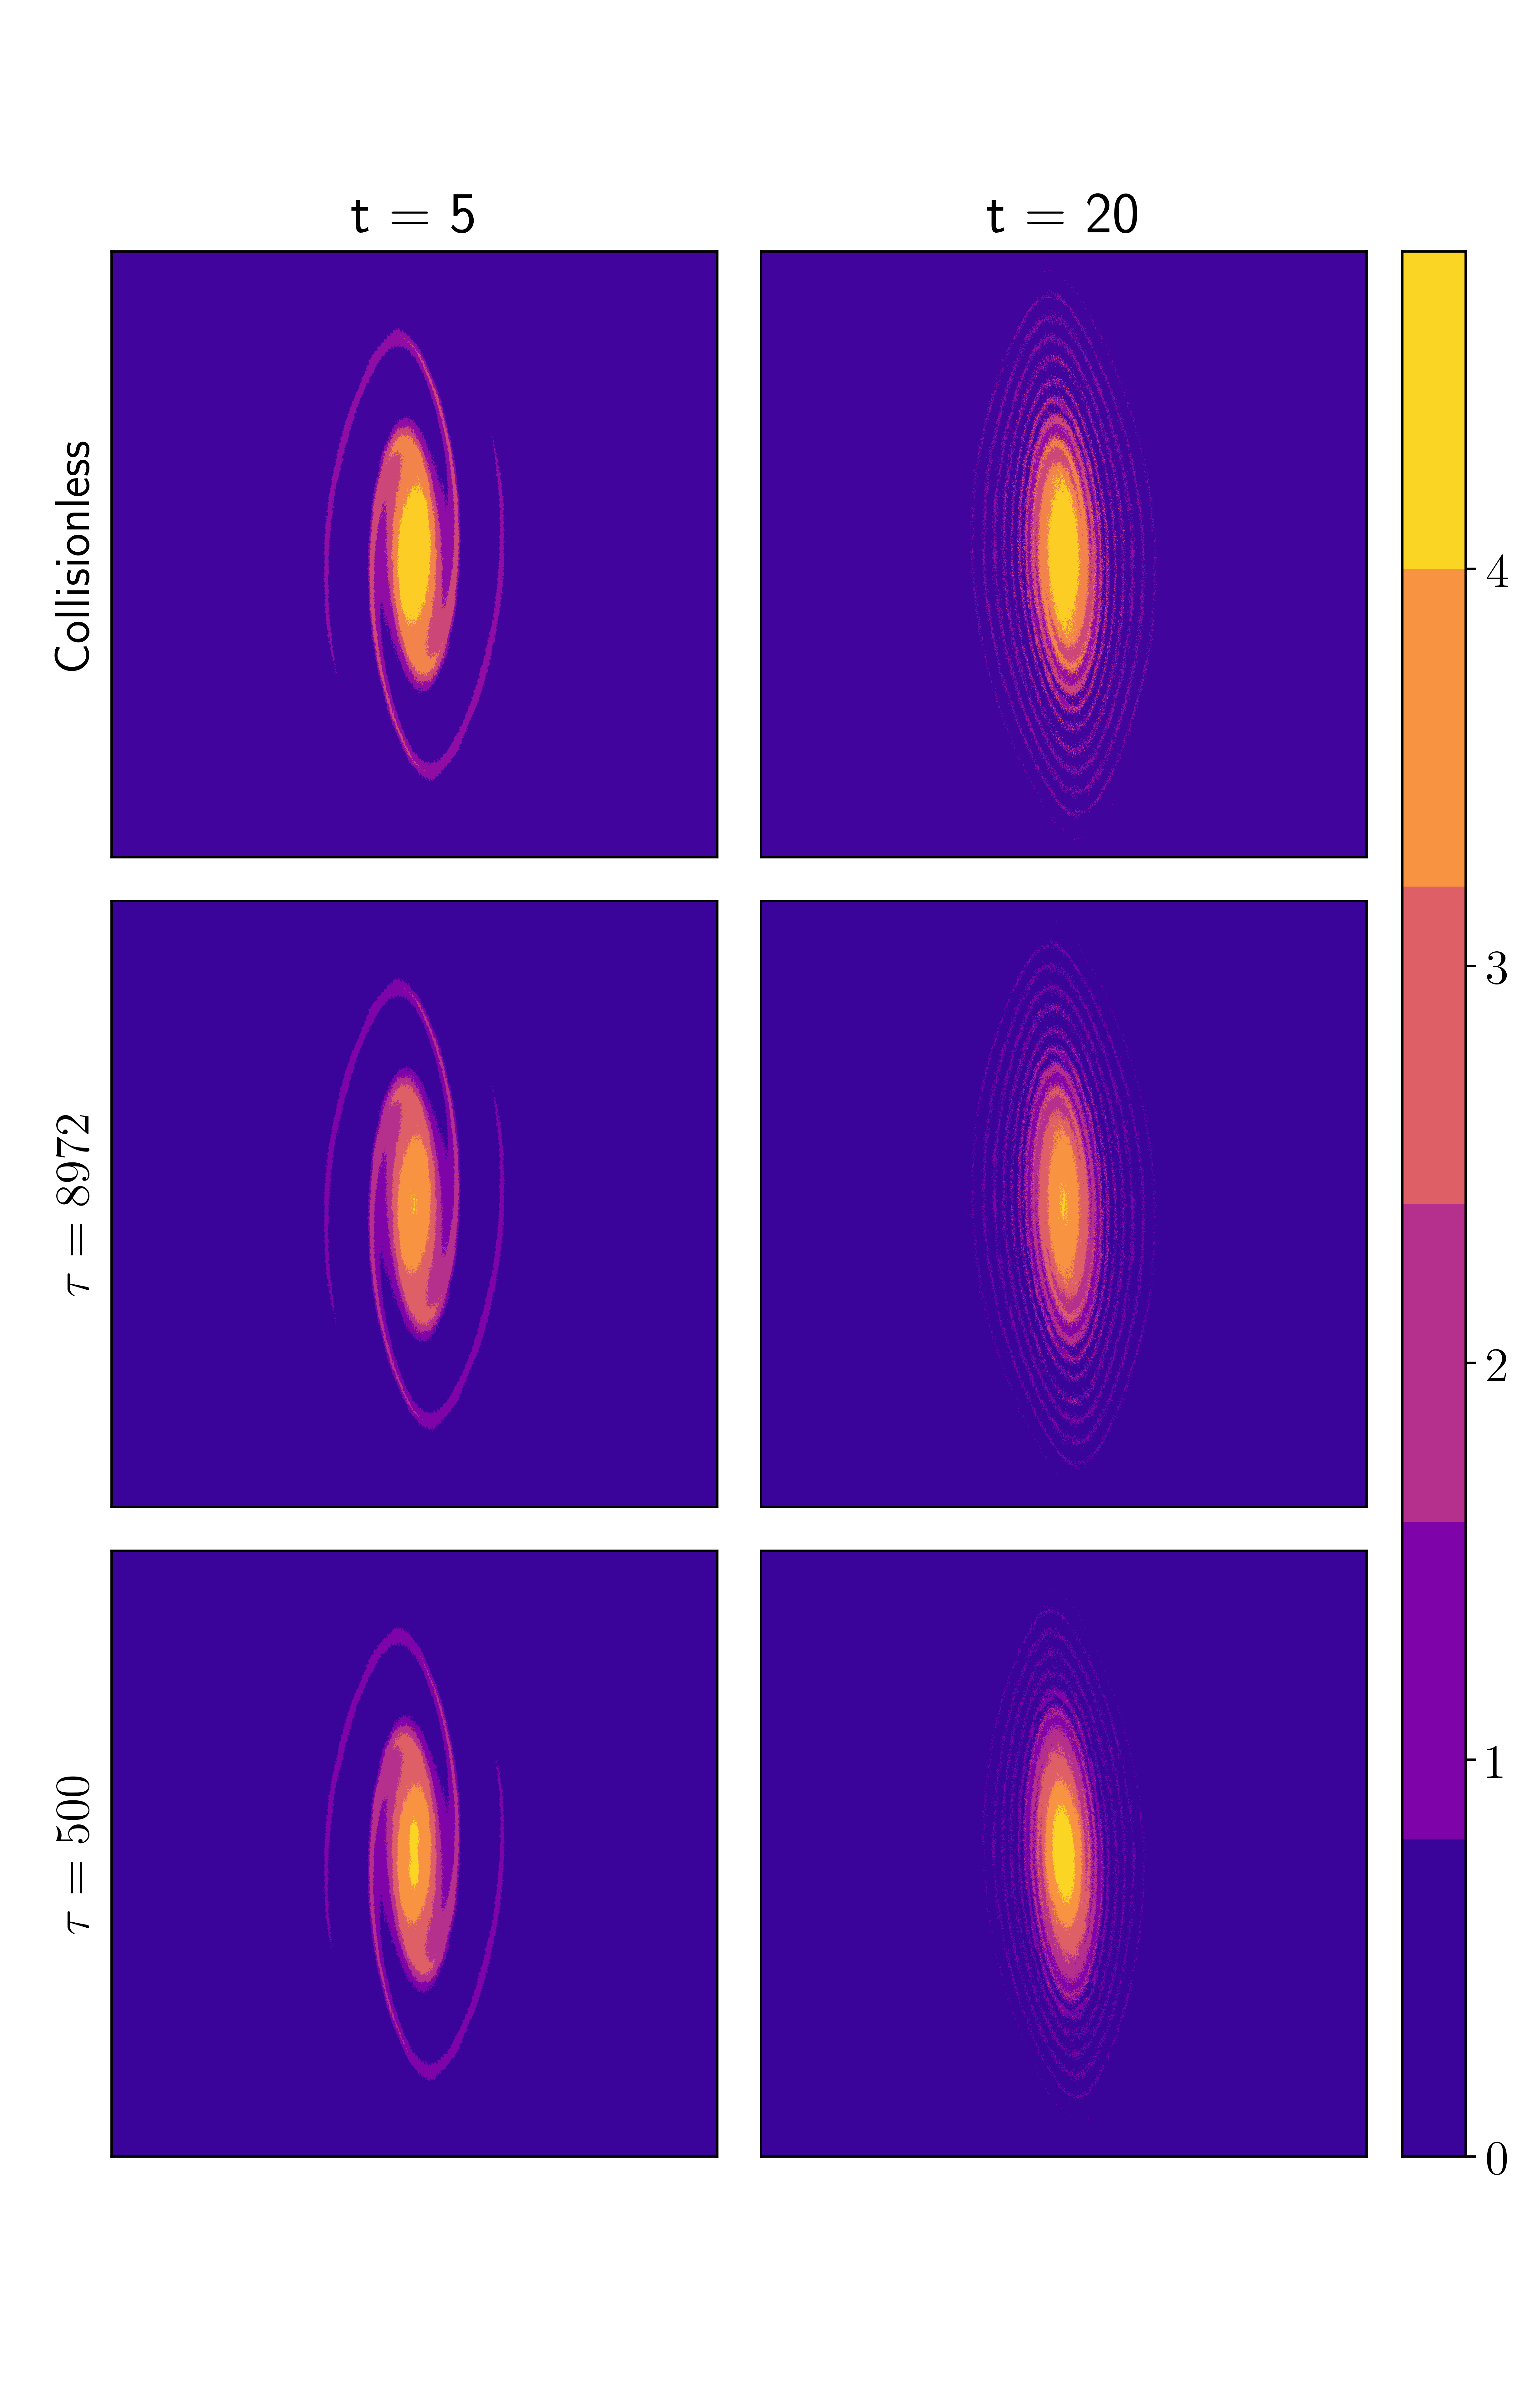 t = 5
t = 20
Collisionless
τ = 8972
τ = 500
4
3
2
1
0